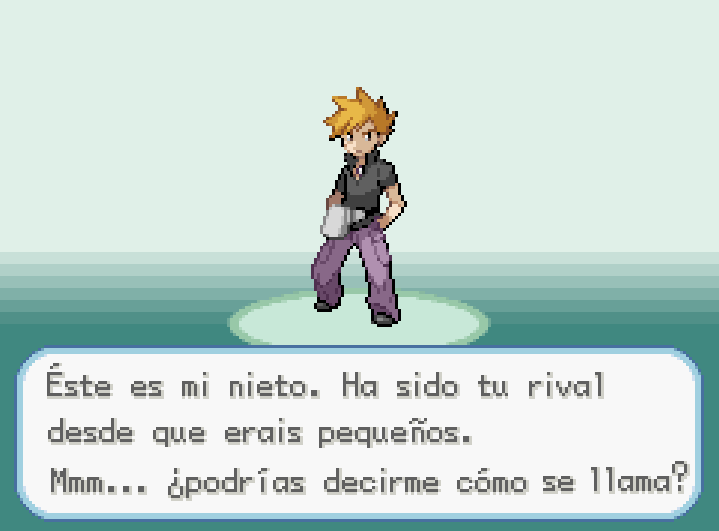 Éste es mi nieto. Ha sido tu rival
desde que erais pequeños.
Mmm... ¿podrías decirme cómo se llama?